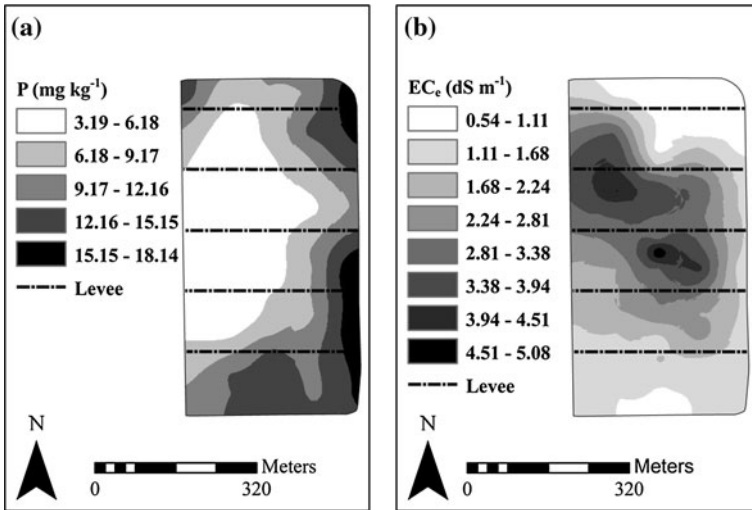 (a)
P (mg kg⁻¹)
3.19 - 6.18
6.18 - 9.17
9.17 - 12.16
12.16 - 15.15
15.15 - 18.14
Levee
N
Meters
0 320
(b)
ECe (dS m⁻¹)
0.54 - 1.11
1.11 - 1.68
1.68 - 2.24
2.24 - 2.81
2.81 - 3.38
3.38 - 3.94
3.94 - 4.51
4.51 - 5.08
Levee
N
Meters
0 320